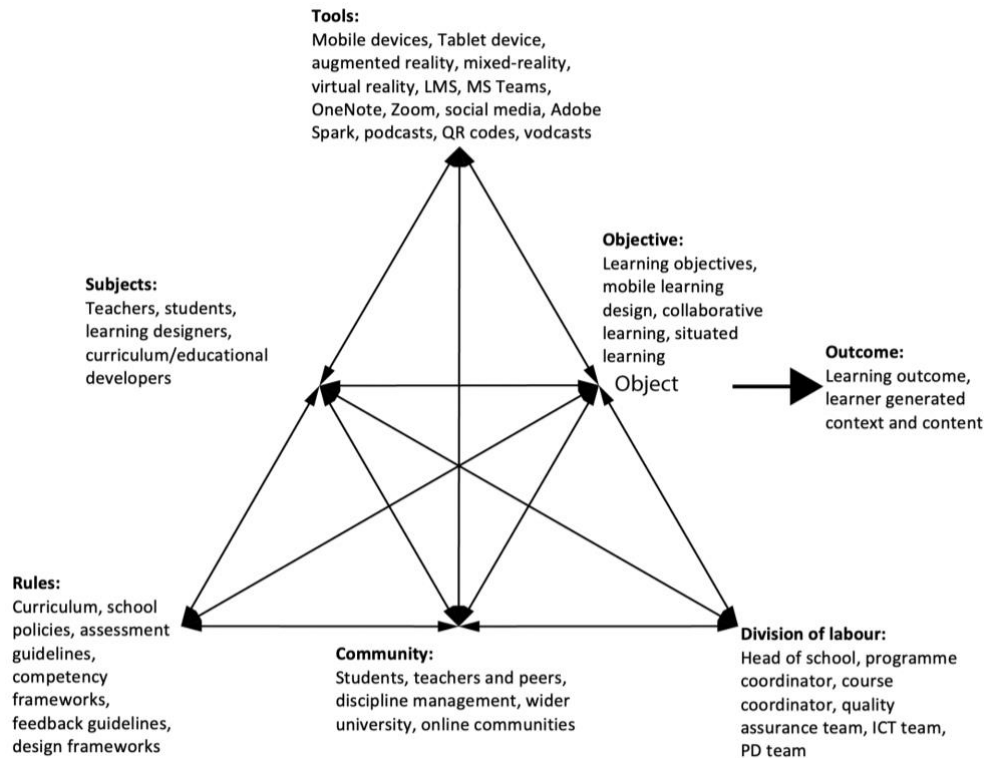 Tools:
Mobile devices, Tablet device,
augmented reality, mixed-reality,
virtual reality, LMS, MS Teams,
OneNote, Zoom, social media, Adobe
Spark, podcasts, QR codes, vodcasts
Subjects:
Teachers, students,
learning designers,
curriculum/educational
developers
Objective:
Learning objectives,
mobile learning
design, collaborative
learning, situated
learning
Object
Outcome:
Learning outcome,
learner generated
context and content
Rules:
Curriculum, school
policies, assessment
guidelines,
competency
frameworks,
feedback guidelines,
design frameworks
Community:
Students, teachers and peers,
discipline management, wider
university, online communities
Division of labour:
Head of school, programme
coordinator, course
coordinator, quality
assurance team, ICT team,
PD team